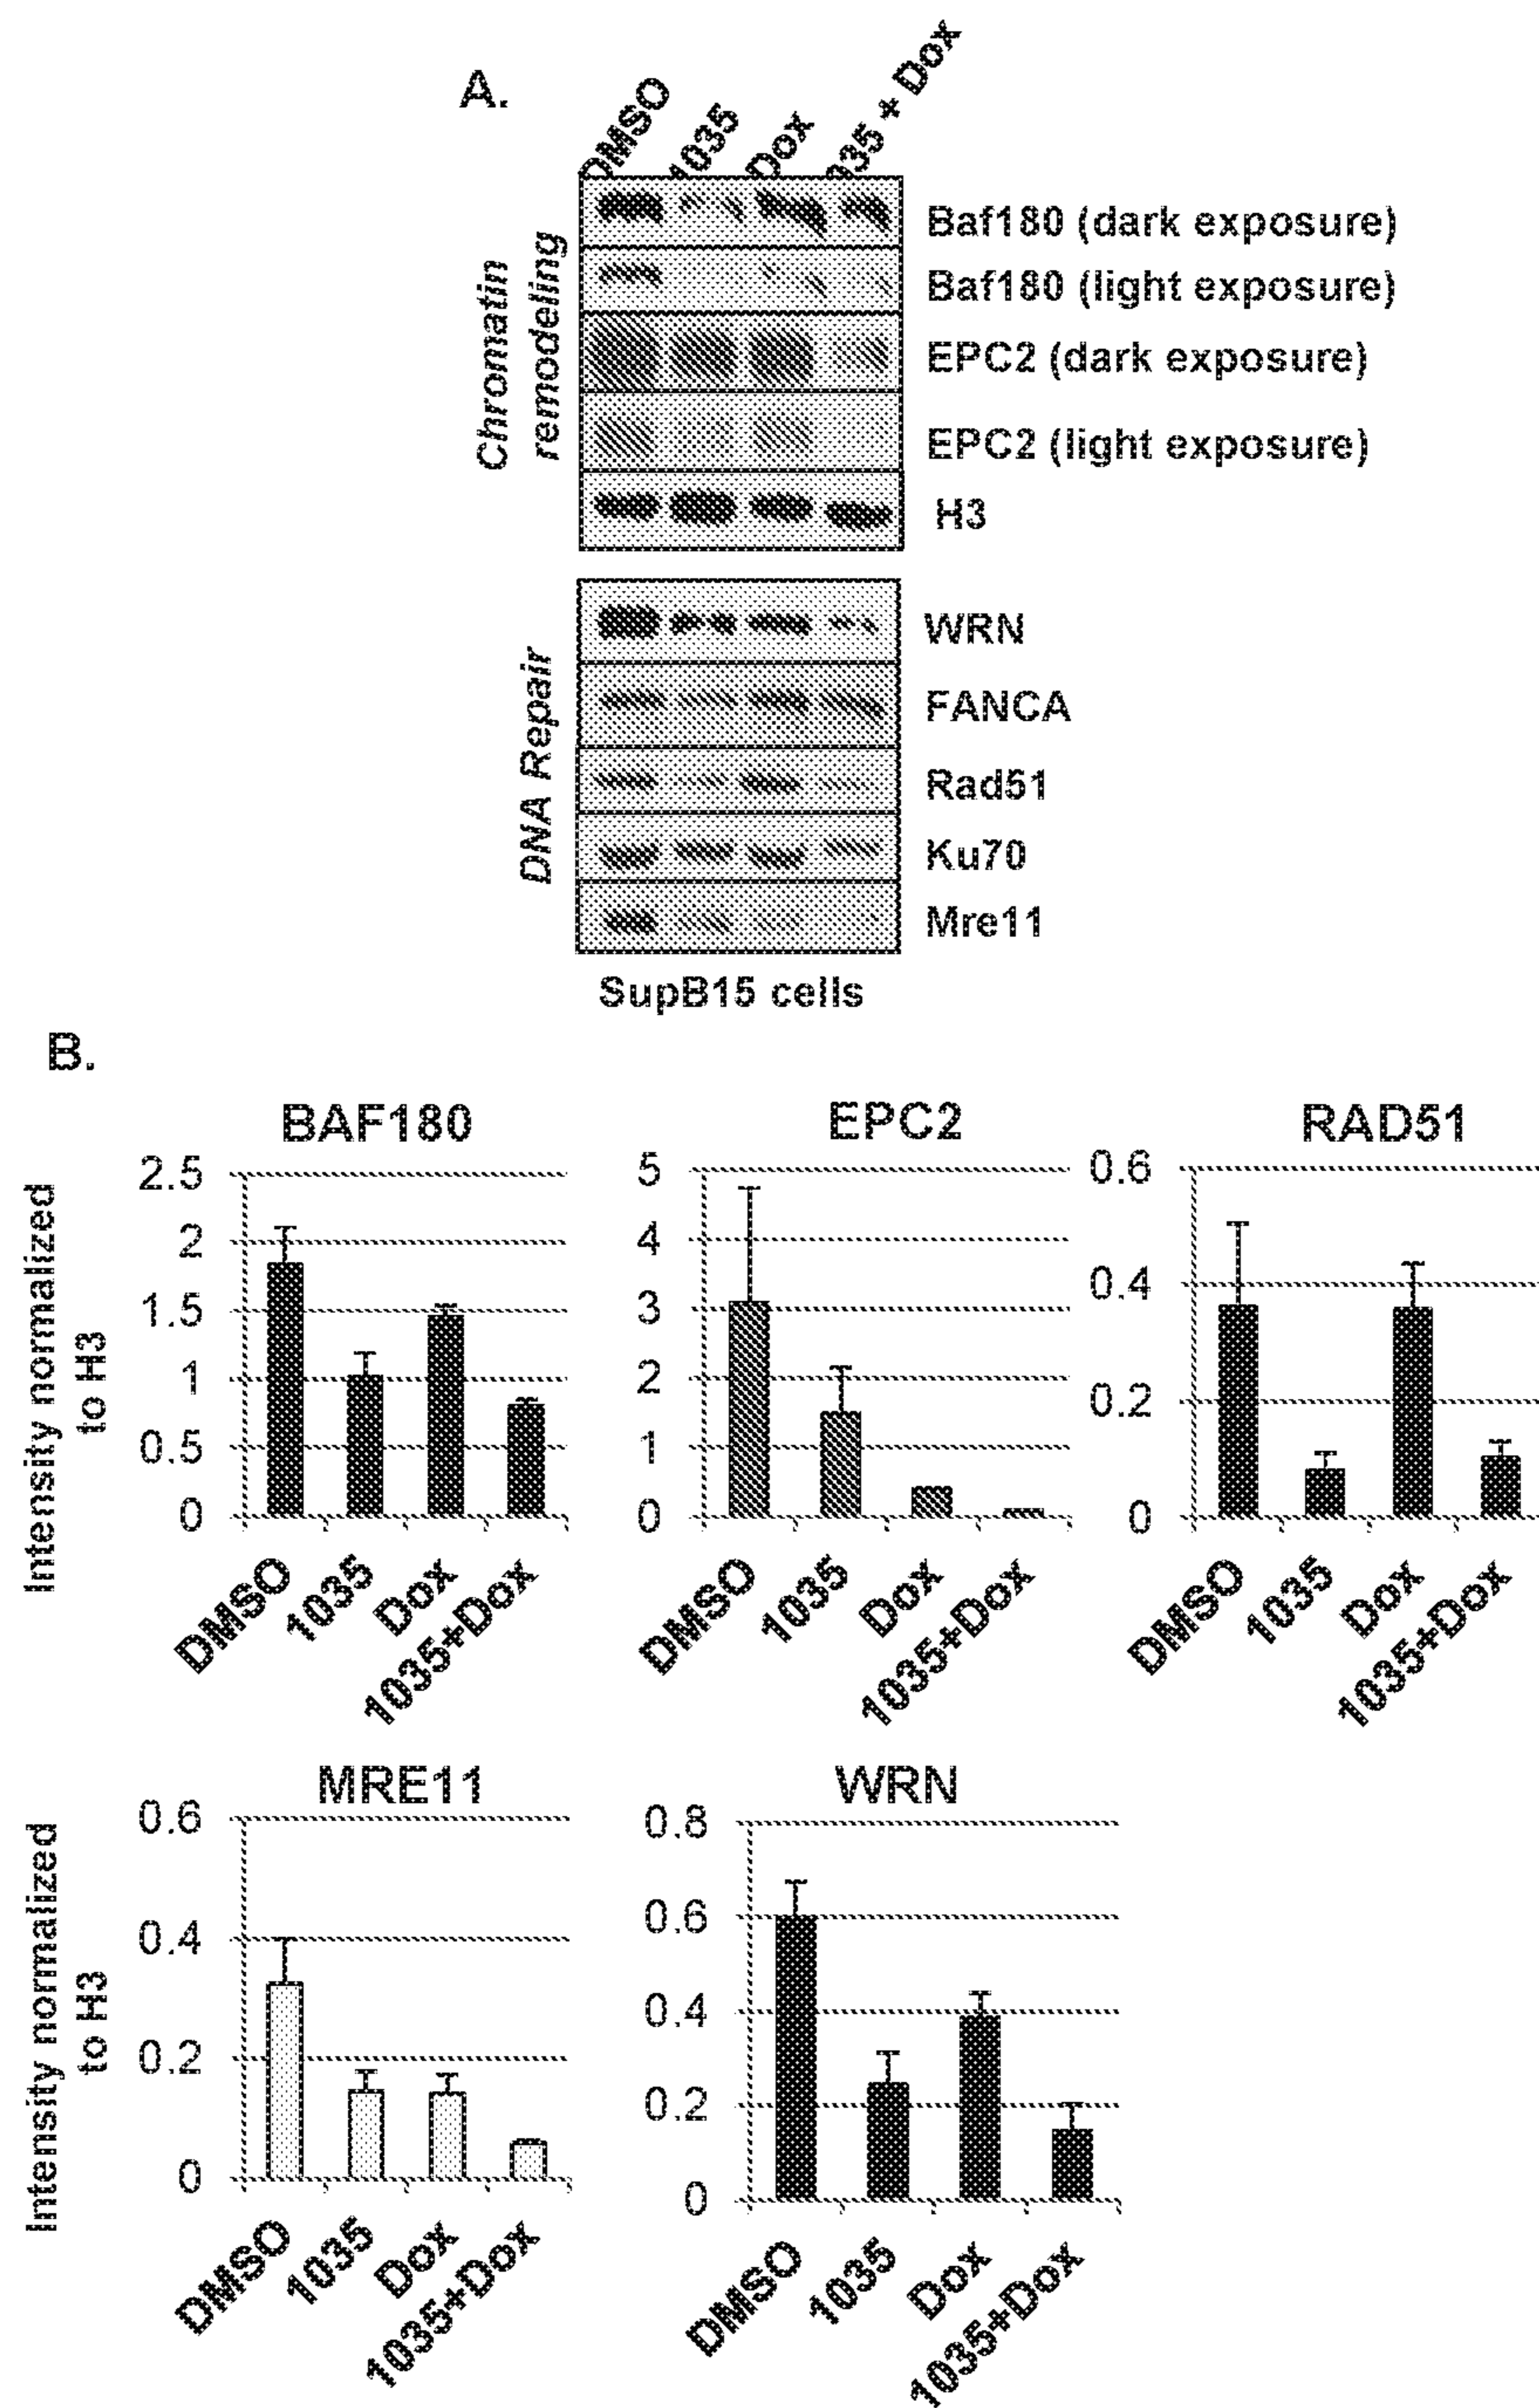 A.
DMSO
1035
Dox
035 + Dox
Chromatin
remodeling
Baf180 (dark exposure)
Baf180 (light exposure)
EPC2 (dark exposure)
EPC2 (light exposure)
H3
DNA Repair
WRN
FANCA
Rad51
Ku70
Mre11
SupB15 cells
B.
Intensity normalized
to H3
BAF180
2.5
2
1.5
1
0.5
0
DMSO
1035
Dox
1035+Dox
EPC2
5
4
3
2
1
0
DMSO
1035
Dox
1035+Dox
RAD51
0.6
0.4
0.2
0
DMSO
1035
Dox
1035+Dox
Intensity normalized
to H3
MRE11
0.6
0.4
0.2
0
DMSO
1035
Dox
1035+Dox
WRN
0.8
0.6
0.4
0.2
0
DMSO
1035
Dox
1035+Dox